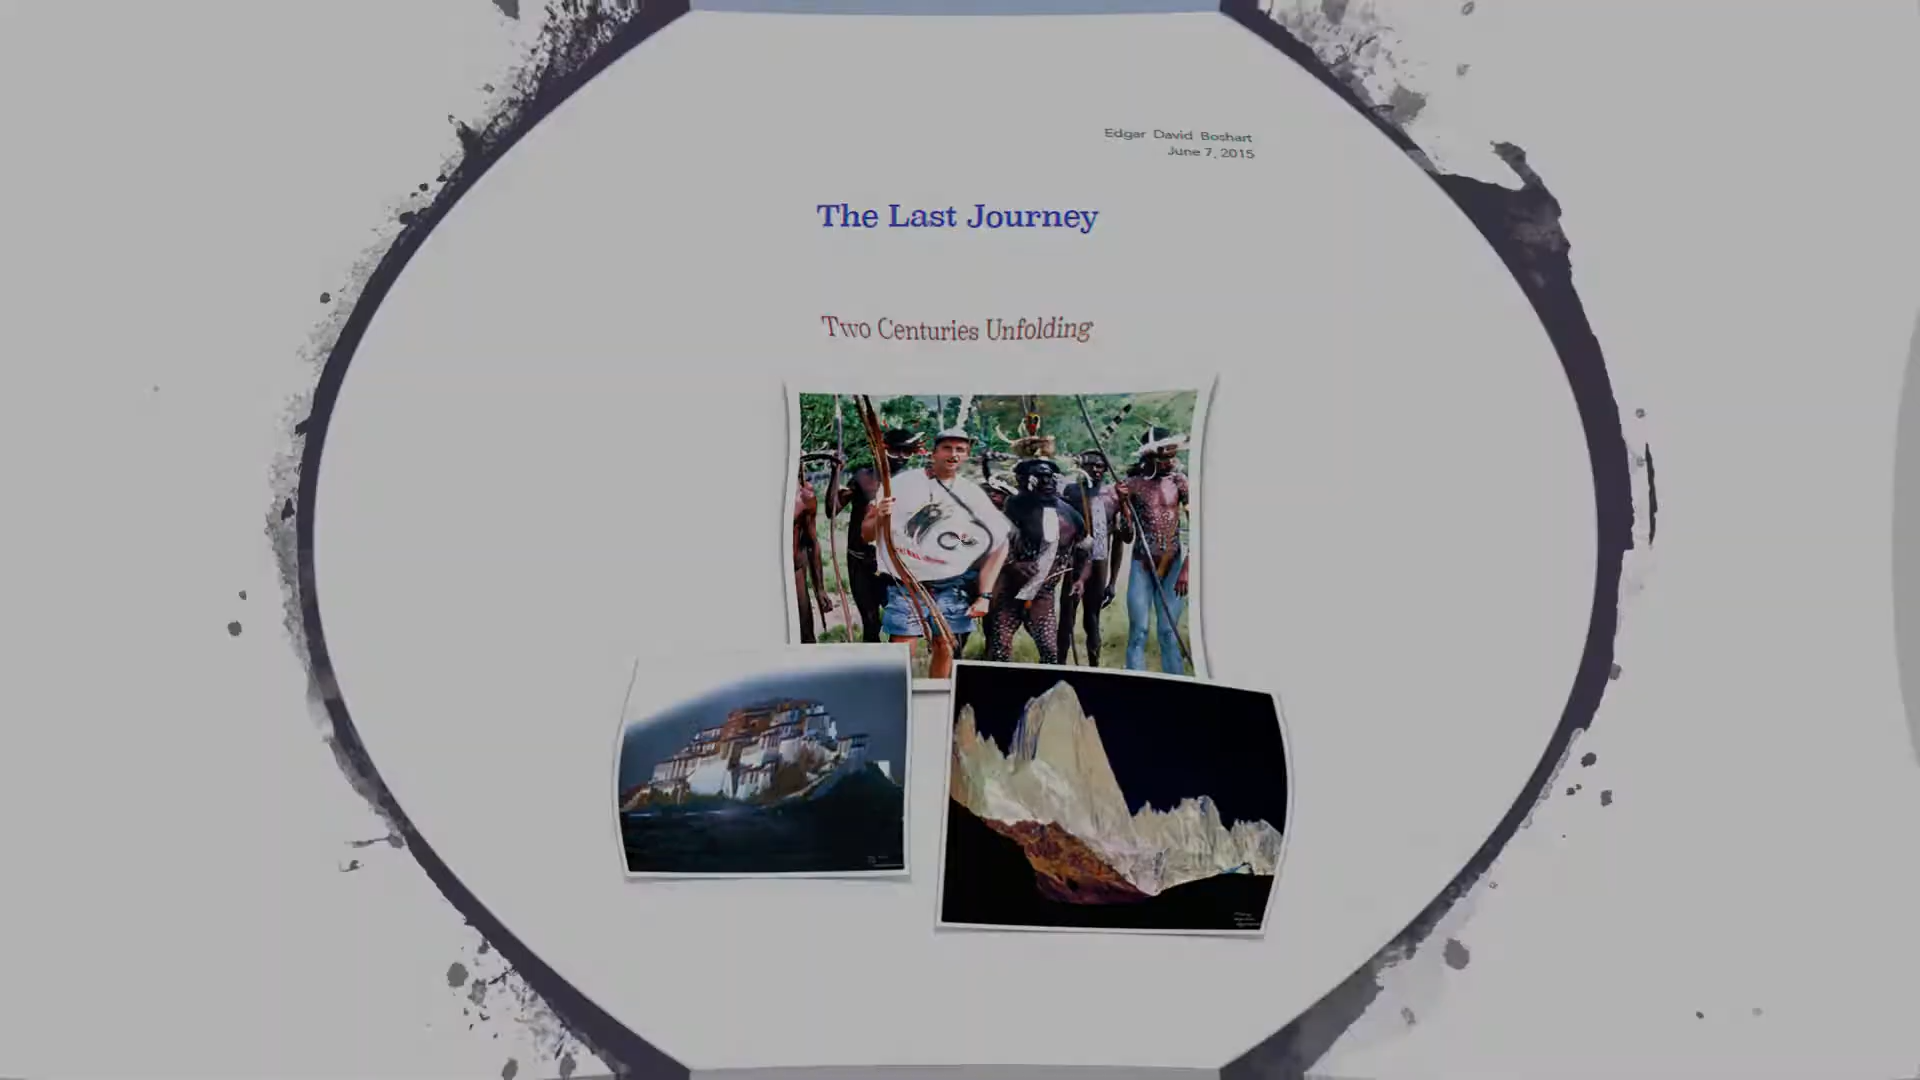 Edgar David Boshart
June 7, 2015
The Last Journey
Two Centuries Unfolding